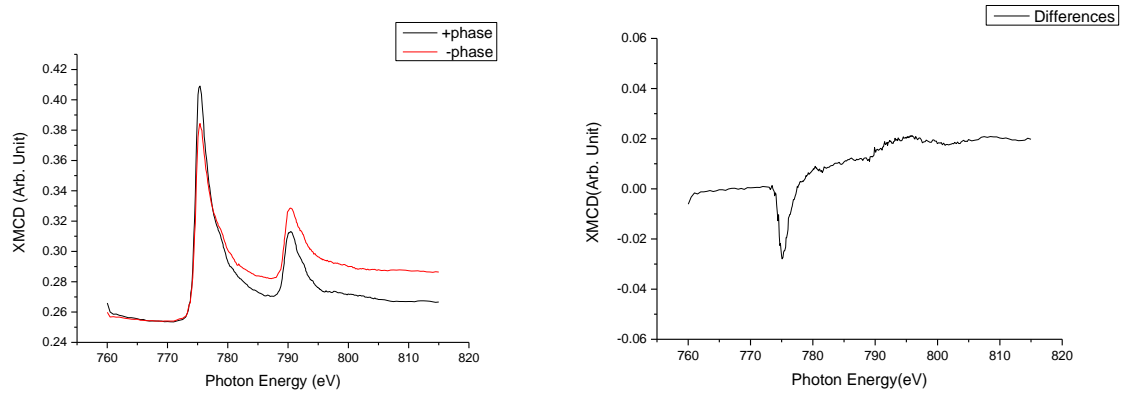 +phase
-phase
0.42
0.40
0.38
0.36
0.34
0.32
0.30
0.28
0.26
0.24
XMCD (Arb. Unit)
760 770 780 790 800 810 820
Photon Energy (eV)
Differences
0.06
0.04
0.02
0.00
-0.02
-0.04
-0.06
XMCD(Arb. Unit)
760 770 780 790 800 810 820
Photon Energy(eV)